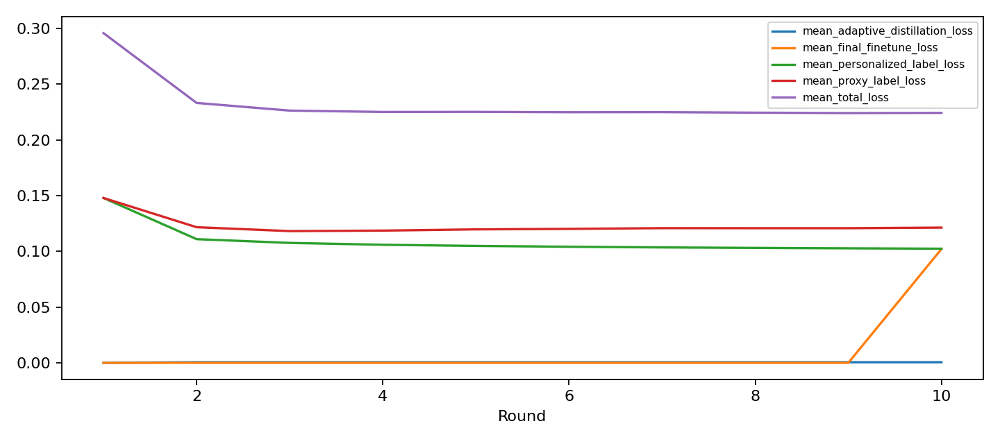 0.30
0.25
0.20
0.15
0.10
0.05
0.00
mean_adaptive_distillation_loss
mean_final_finetune_loss
mean_personalized_label_loss
mean_proxy_label_loss
mean_total_loss
2 4 6 8 10
Round